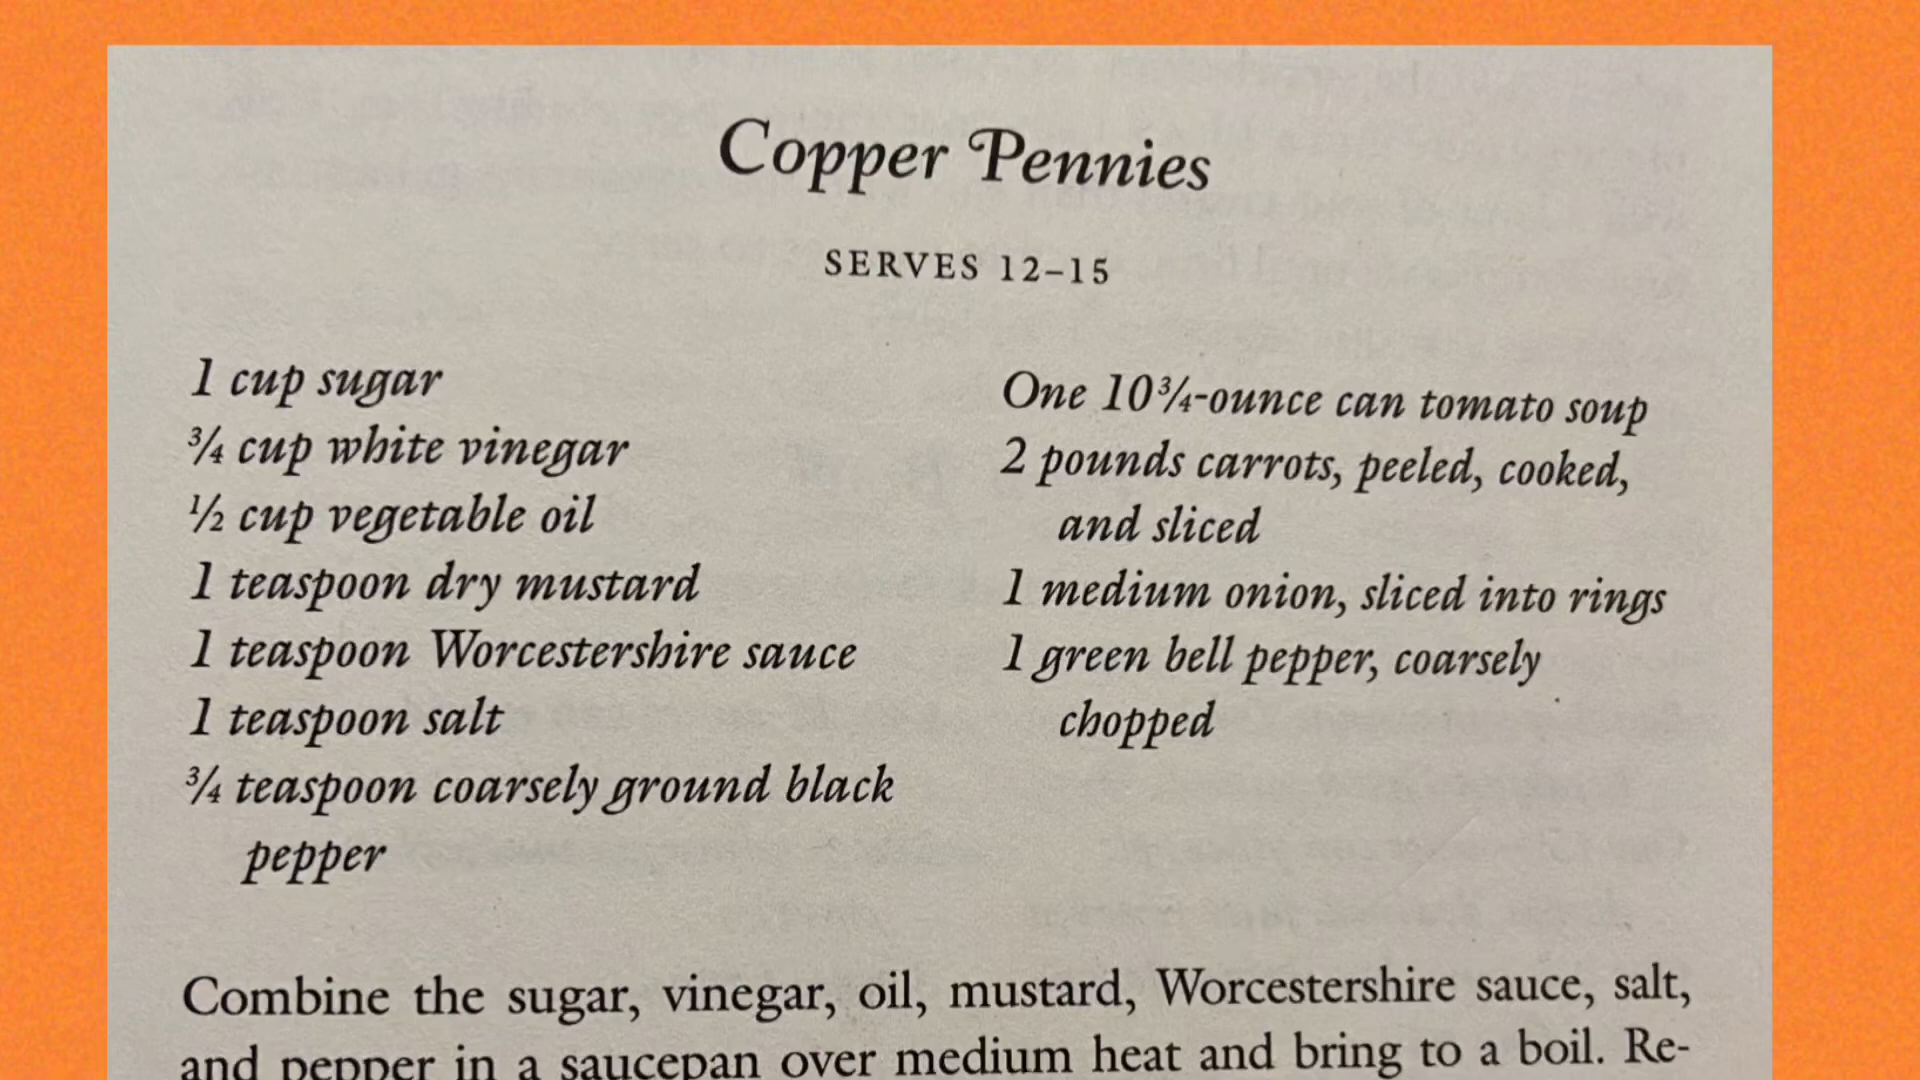 Copper Pennies
SERVES 12–15
1 cup sugar
¾ cup white vinegar
½ cup vegetable oil
1 teaspoon dry mustard
1 teaspoon Worcestershire sauce
1 teaspoon salt
¾ teaspoon coarsely ground black
pepper
One 10¾-ounce can tomato soup
2 pounds carrots, peeled, cooked,
and sliced
1 medium onion, sliced into rings
1 green bell pepper, coarsely
chopped
Combine the sugar, vinegar, oil, mustard, Worcestershire sauce, salt,
and pepper in a saucepan over medium heat and bring to a boil. Re-